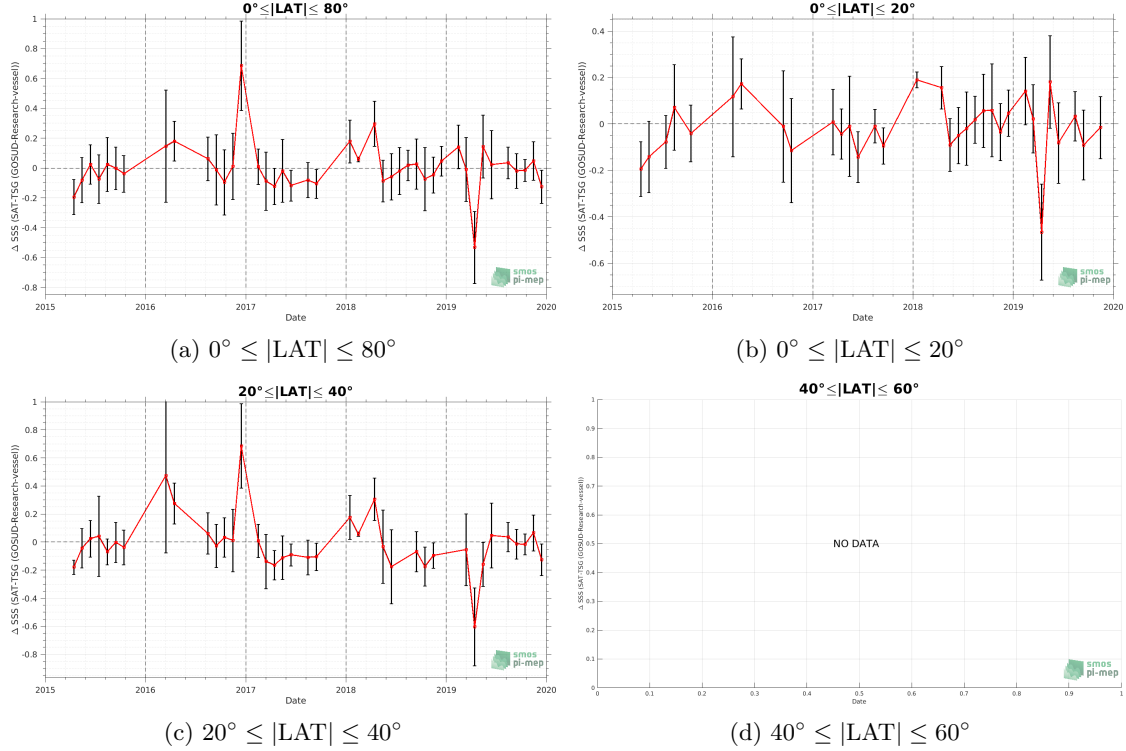 0°≤|LAT|≤ 80°
Δ SSS (SAT-TSG (GOSUD-Research-vessel))
1
0.8
0.6
0.4
0.2
0
-0.2
-0.4
-0.6
-0.8
2015 2016 2017 2018 2019 2020
Date
smos
pi-mep
(a) 0° ≤ |LAT| ≤ 80°
0°≤|LAT|≤ 20°
Δ SSS (SAT-TSG (GOSUD-Research-vessel))
0.4
0.2
0
-0.2
-0.4
-0.6
2015 2016 2017 2018 2019 2020
Date
smos
pi-mep
(b) 0° ≤ |LAT| ≤ 20°
20°≤|LAT|≤ 40°
Δ SSS (SAT-TSG (GOSUD-Research-vessel))
1
0.8
0.6
0.4
0.2
0
-0.2
-0.4
-0.6
-0.8
2015 2016 2017 2018 2019 2020
Date
smos
pi-mep
(c) 20° ≤ |LAT| ≤ 40°
40°≤|LAT|≤ 60°
Δ SSS (SAT-TSG (GOSUD-Research-vessel))
1
0.9
0.8
0.7
0.6
0.5
0.4
0.3
0.2
0.1
0
NO DATA
0 0.1 0.2 0.3 0.4 0.5 0.6 0.7 0.8 0.9 1
Date
smos
pi-mep
(d) 40° ≤ |LAT| ≤ 60°